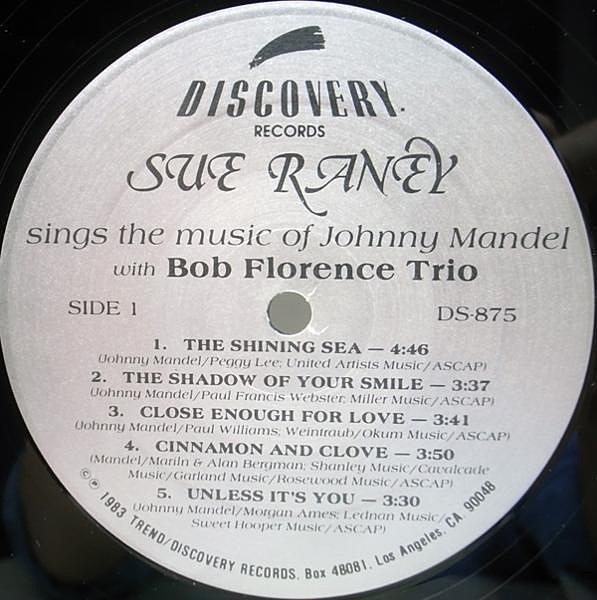 DISCOVERY
RECORDS
SUE RANEY
sings the music of Johnny Mandel
with Bob Florence Trio
SIDE 1
DS-875
1. THE SHINING SEA — 4:46
(Johnny Mandel/Peggy Lee; United Artists Music/ASCAP)
2. THE SHADOW OF YOUR SMILE — 3:37
(Johnny Mandel/Paul Francis Webster; Miller Music/ASCAP)
3. CLOSE ENOUGH FOR LOVE — 3:41
(Johnny Mandel/Paul Williams; Weintraub/Okum Music/ASCAP)
4. CINNAMON AND CLOVE — 3:50
(Mandel/Mariln & Alan Bergman; Shanley Music/Cavalcade
Music/Garland Music/Rosewood Music/ASCAP)
5. UNLESS IT'S YOU — 3:30
(Johnny Mandel/Morgan Ames; Lednan Music/
Sweet Hooper Music/ASCAP)
©℗ 1983 TREND/DISCOVERY RECORDS, Box 48081, Los Angeles, CA 90048